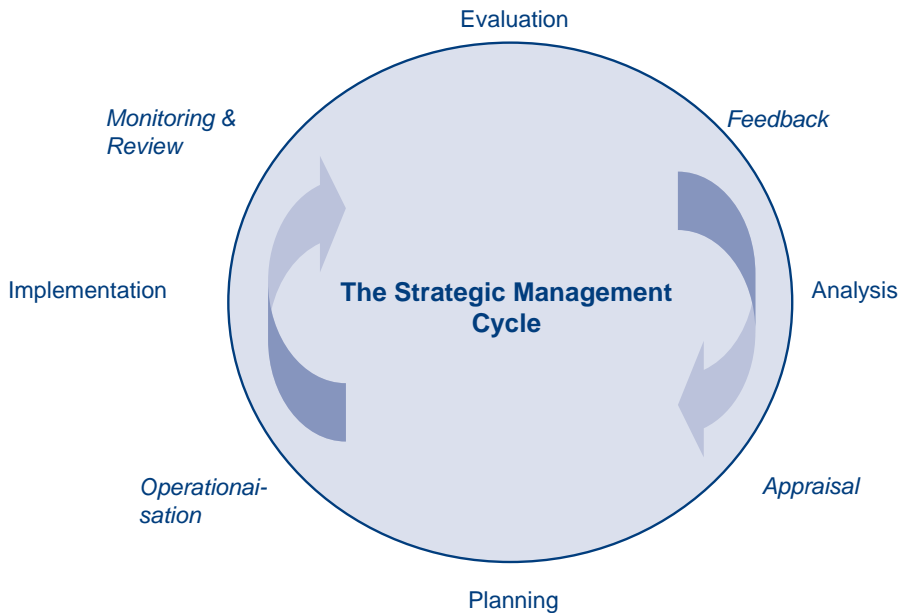 Evaluation
Monitoring &
Review
Feedback
Implementation
The Strategic Management
Cycle
Analysis
Operationai-
sation
Appraisal
Planning